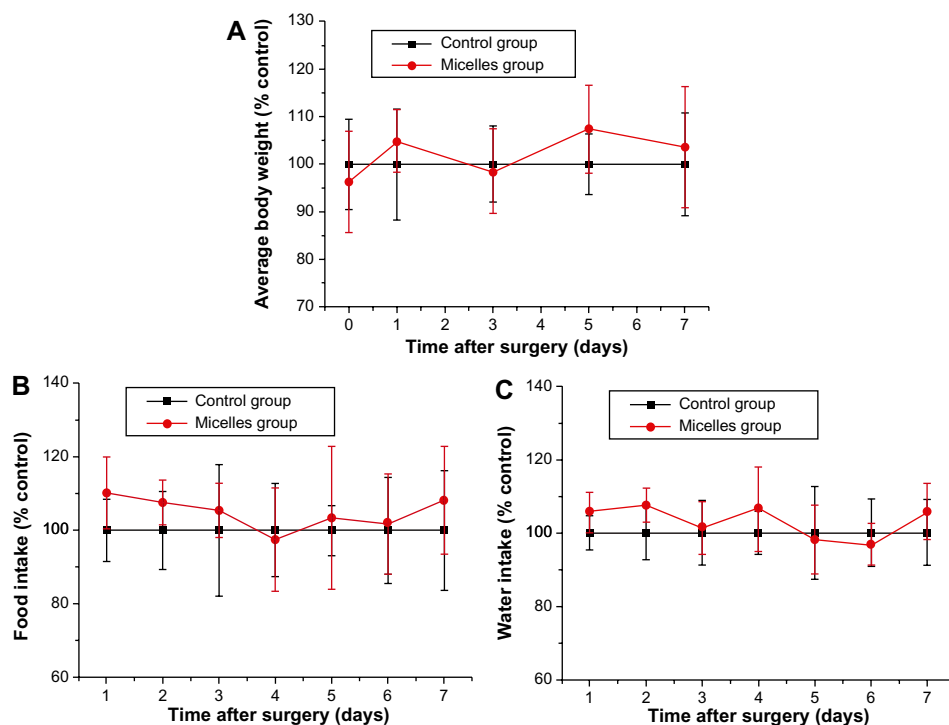 A
Control group
Micelles group
Average body weight (% control)
130
120
110
100
90
80
70
0 1 2 3 4 5 6 7
Time after surgery (days)
B
Control group
Micelles group
Food intake (% control)
140
120
100
80
60
1 2 3 4 5 6 7
Time after surgery (days)
C
Control group
Micelles group
Water intake (% control)
140
120
100
80
60
1 2 3 4 5 6 7
Time after surgery (days)